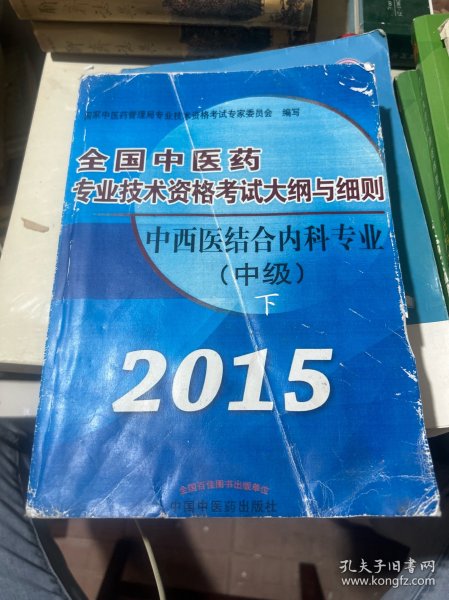 国家中医药管理局专业技术资格考试专家委员会 编写
全国中医药
专业技术资格考试大纲与细则
中西医结合内科专业
（中级）
下
2015
全国百佳图书出版单位
中国中医药出版社
孔夫子旧书网
www.kongfz.com